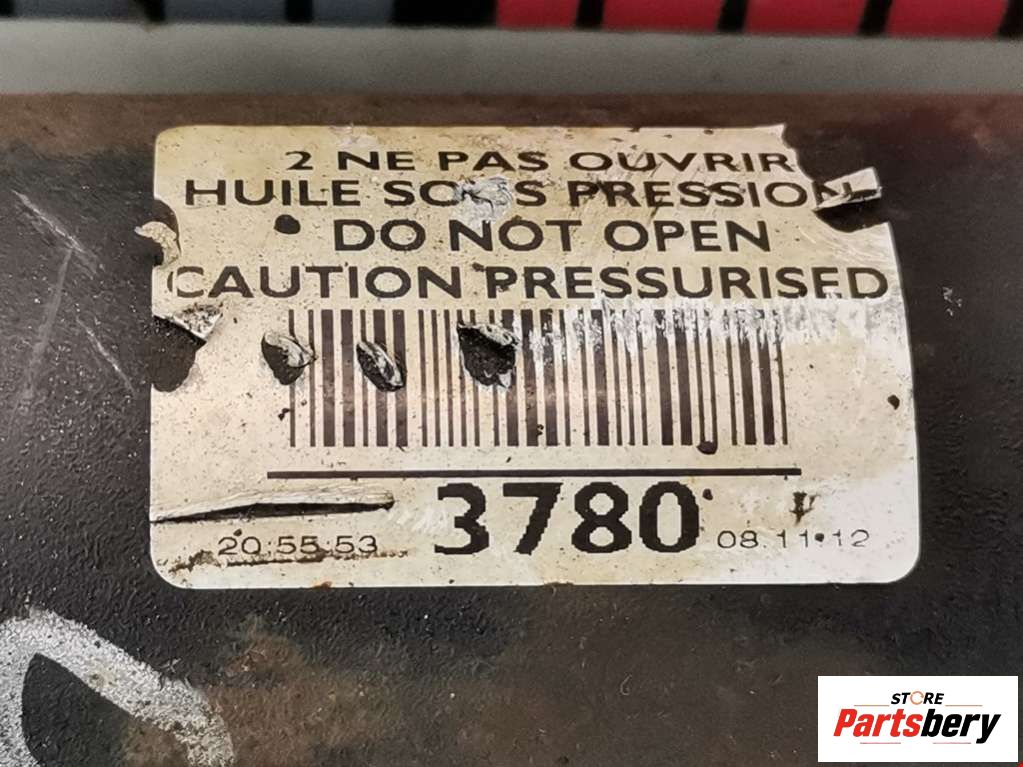 2 NE PAS OUVRIR
HUILE SOUS PRESSION
DO NOT OPEN
CAUTION PRESSURISED
3780
20:55:53
08.11.12
STORE
Partsbery